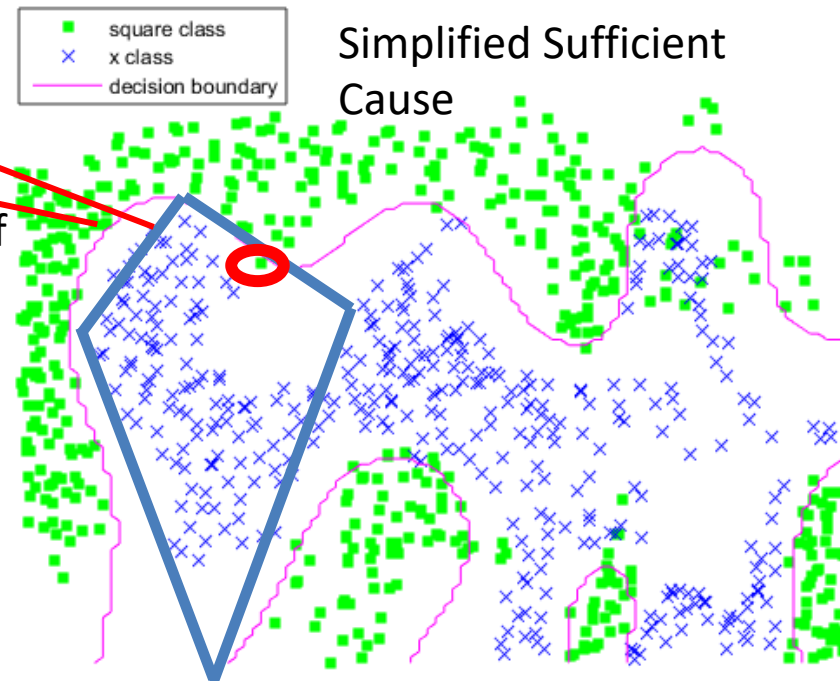 square class
x class
decision boundary
Simplified Sufficient
Cause
f